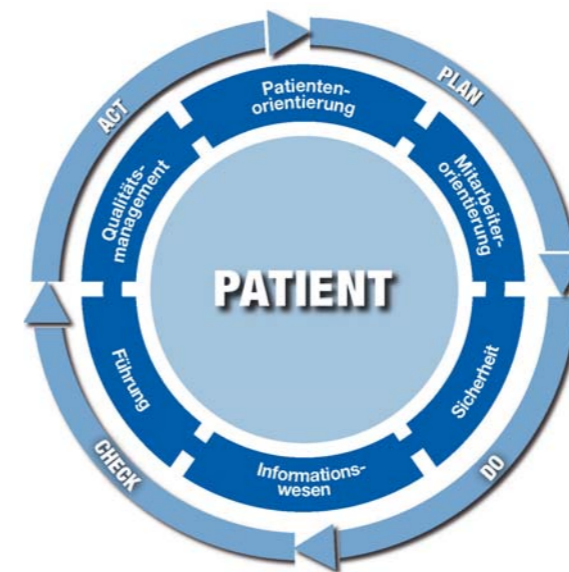 ACT
PLAN
Patienten-
orientierung
Qualitäts-
management
Mitarbeiter-
orientierung
PATIENT
Führung
Sicherheit
Informations-
wesen
CHECK
DO